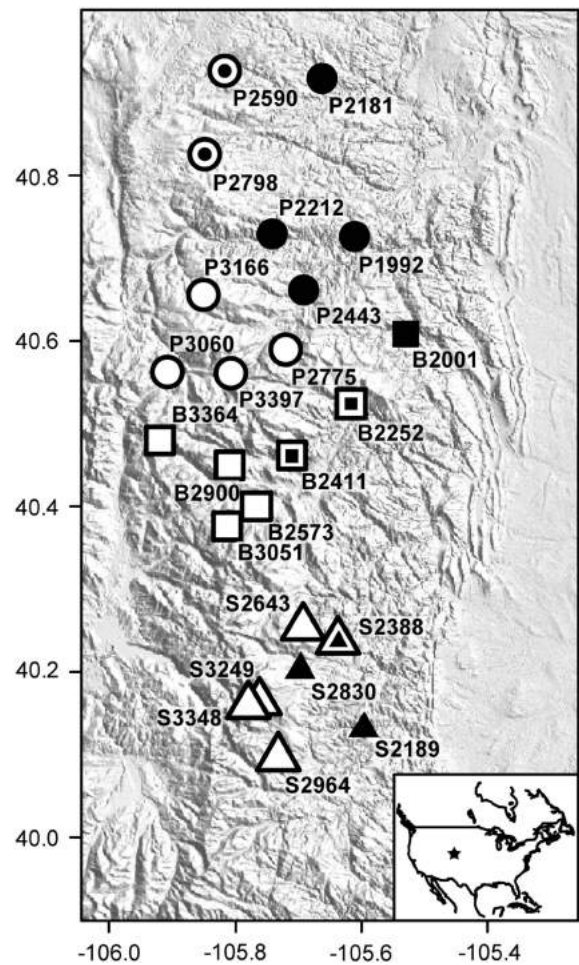 P2590
P2181
40.8
P2798
P2212
P3166
P1992
P2443
40.6
P3060
B2001
P2775
P3397
B3364
B2252
B2900
B2411
40.4
B2573
B3051
S2643
S2388
S3249
40.2
S2830
S3348
S2189
S2964
40.0
-106.0 -105.8 -105.6 -105.4